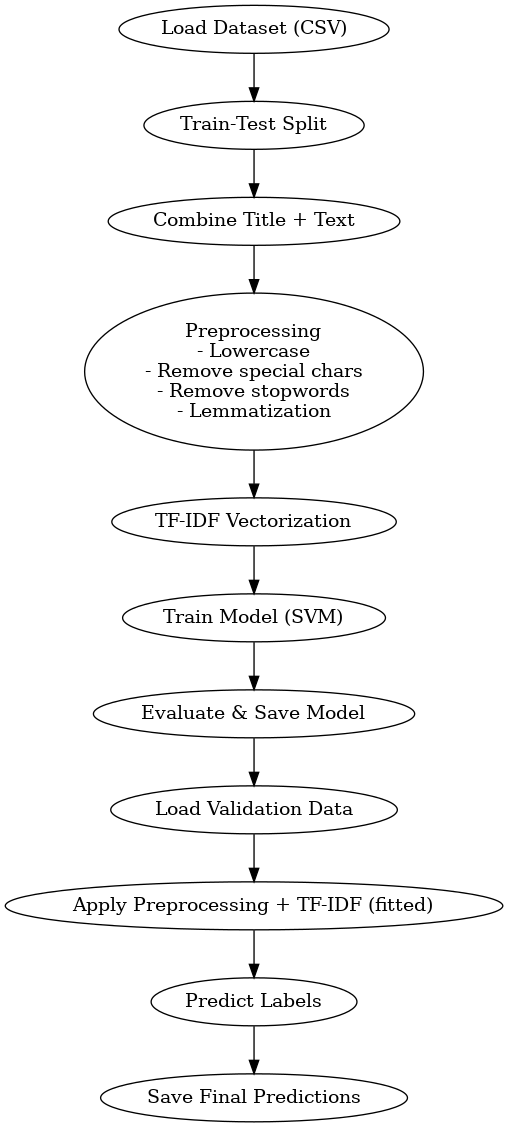 Load Dataset (CSV)
Train-Test Split
Combine Title + Text
Preprocessing
- Lowercase
- Remove special chars
- Remove stopwords
- Lemmatization
TF-IDF Vectorization
Train Model (SVM)
Evaluate & Save Model
Load Validation Data
Apply Preprocessing + TF-IDF (fitted)
Predict Labels
Save Final Predictions